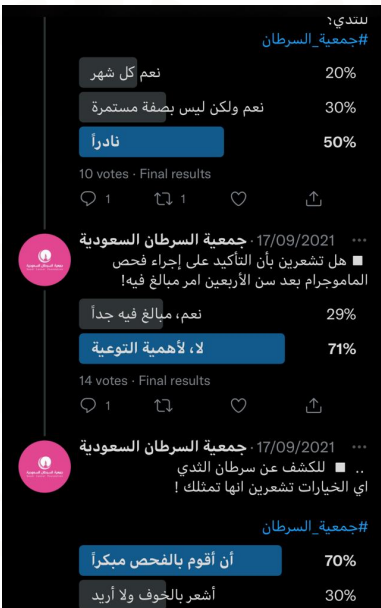 للثدي؟
#جمعية_السرطان
نعم كل شهر 20%
نعم ولكن ليس بصفة مستمرة 30%
نادراً 50%
10 votes · Final results
1 1
جمعية السرطان السعودية · 17/09/2021 ...
■ هل تشعرين بأن التأكيد على إجراء فحص
الماموجرام بعد سن الأربعين امر مبالغ فيه!
نعم، مبالغ فيه جداً 29%
لا، لأهمية التوعية 71%
14 votes · Final results
1
جمعية السرطان السعودية · 17/09/2021 ...
.. ■ للكشف عن سرطان الثدي
اي الخيارات تشعرين انها تمثلك !
#جمعية_السرطان
أن أقوم بالفحص مبكراً 70%
أشعر بالخوف ولا أريد 30%